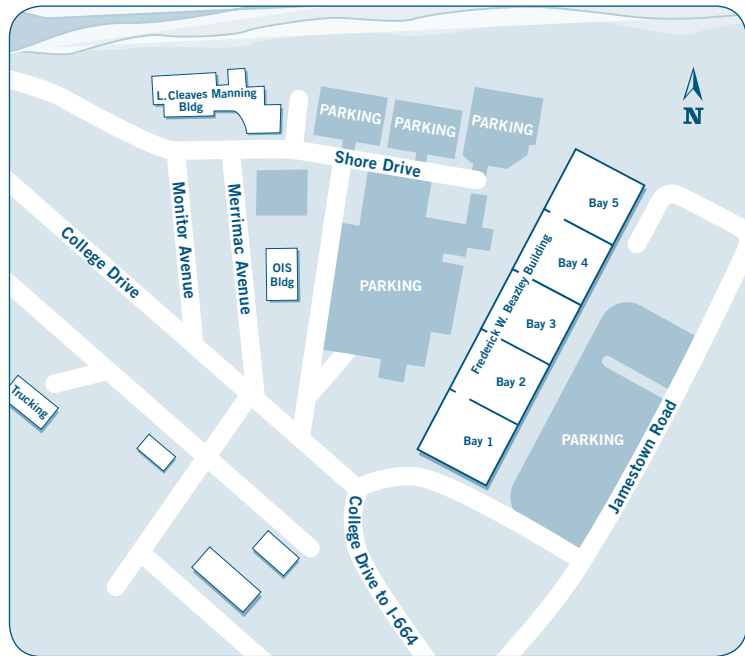 L. Cleaves Manning
Bldg
PARKING
PARKING
PARKING
N
Shore Drive
Monitor Avenue
Merrimac Avenue
College Drive
OIS
Bldg
PARKING
Frederick W. Beazley Building
Bay 5
Bay 4
Bay 3
Bay 2
Bay 1
PARKING
Jamestown Road
Trucking
College Drive to I-664